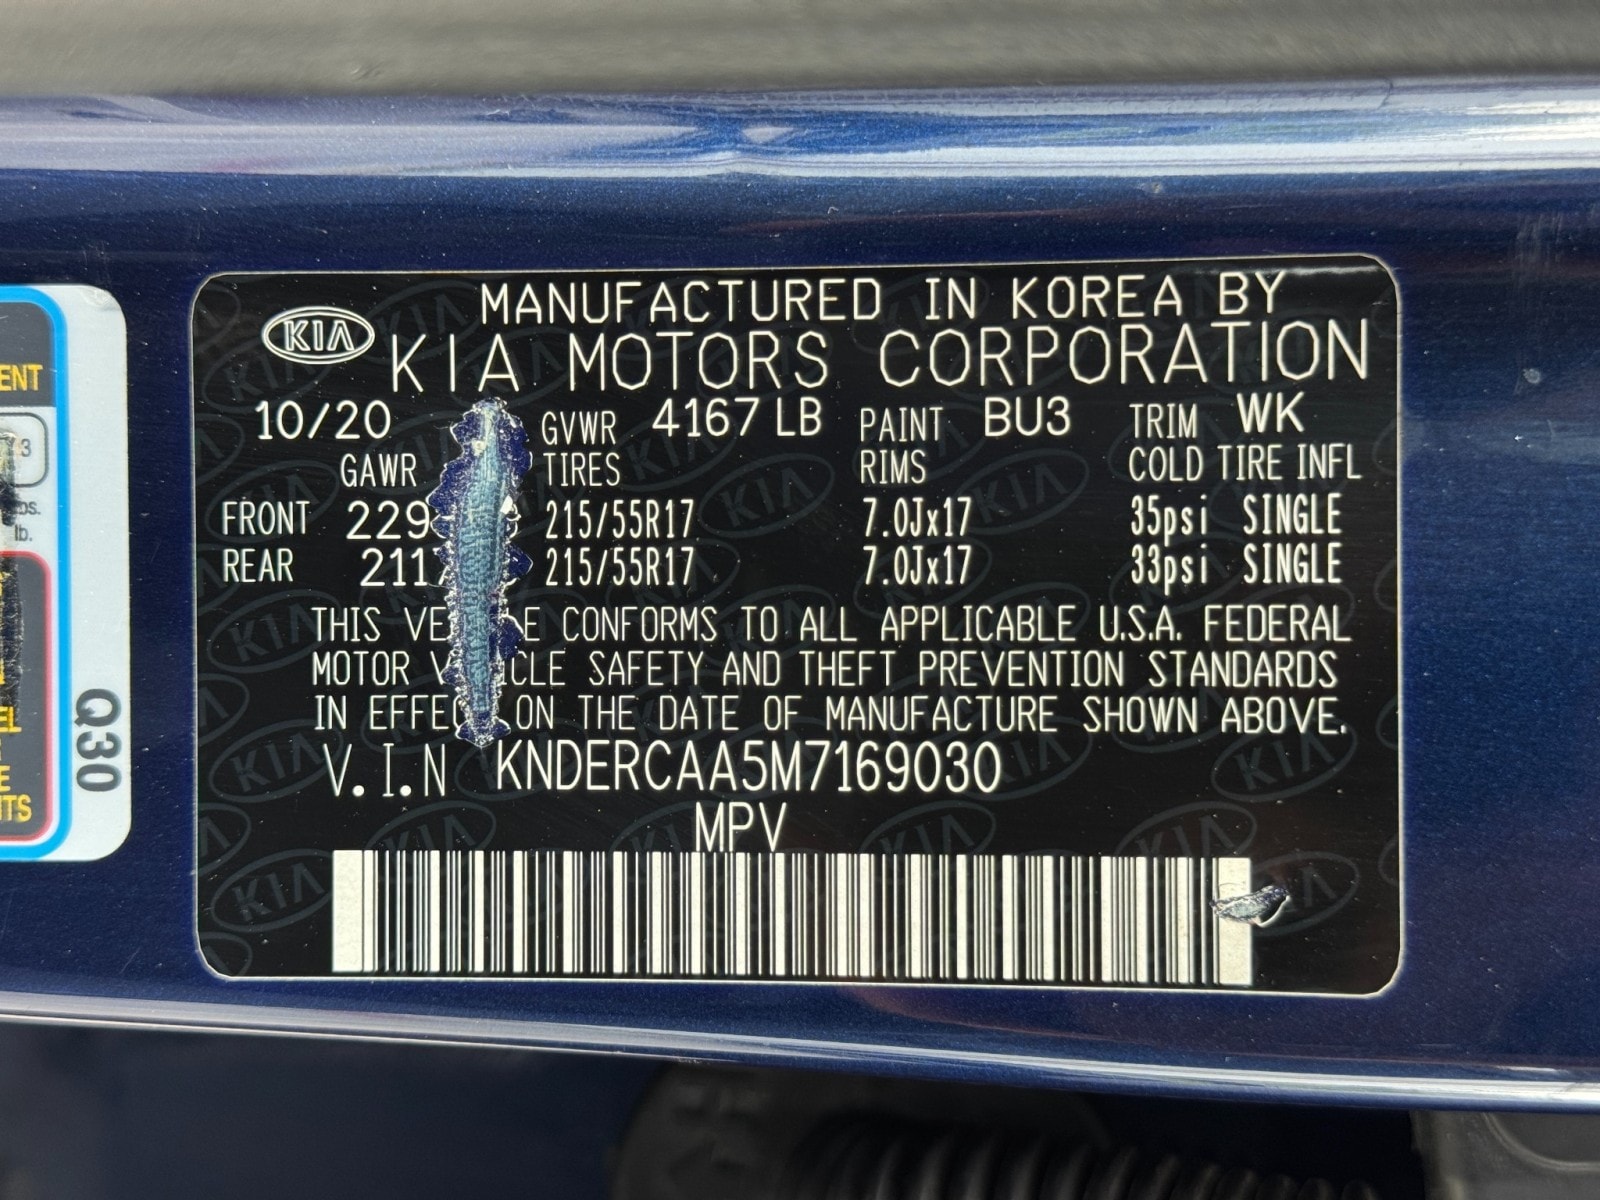 MANUFACTURED IN KOREA BY
KIA KIA MOTORS CORPORATION
10/20 GVWR 4167 LB PAINT BU3 TRIM WK
GAWR TIRES RIMS COLD TIRE INFL
FRONT 215/55R17 7.0Jx17 35psi SINGLE
REAR 215/55R17 7.0Jx17 33psi SINGLE
THIS CONFORMS TO ALL APPLICABLE U.S.A. FEDERAL
MOTOR SAFETY AND THEFT PREVENTION STANDARDS
IN ON THE DATE OF MANUFACTURE SHOWN ABOVE.
V.I.N KNDERCAA5M7169030
MPV
Q30